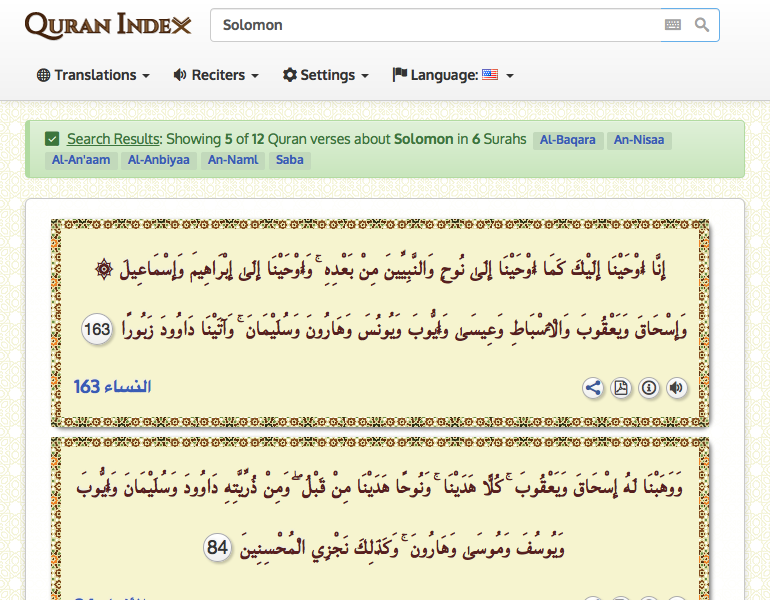 QURAN INDEX
Solomon
Translations
Reciters
Settings
Language:
Search Results: Showing 5 of 12 Quran verses about Solomon in 6 Surahs Al-Baqara An-Nisaa
Al-An'aam Al-Anbiyaa An-Naml Saba
إِنَّا أَوْحَيْنَا إِلَيْكَ كَمَا أَوْحَيْنَا إِلَىٰ نُوحٍ وَالنَّبِيِّينَ مِنْ بَعْدِهِ ۚ وَأَوْحَيْنَا إِلَىٰ إِبْرَاهِيمَ وَإِسْمَاعِيلَ ۞
وَإِسْحَاقَ وَيَعْقُوبَ وَالْأَسْبَاطِ وَعِيسَىٰ وَأَيُّوبَ وَيُونُسَ وَهَارُونَ وَسُلَيْمَانَ ۚ وَآتَيْنَا دَاوُودَ زَبُورًا 163
النساء 163
وَوَهَبْنَا لَهُ إِسْحَاقَ وَيَعْقُوبَ ۚ كُلًّا هَدَيْنَا ۚ وَنُوحًا هَدَيْنَا مِنْ قَبْلُ ۖ وَمِنْ ذُرِّيَّتِهِ دَاوُودَ وَسُلَيْمَانَ وَأَيُّوبَ
وَيُوسُفَ وَمُوسَىٰ وَهَارُونَ ۚ وَكَذَٰلِكَ نَجْزِي الْمُحْسِنِينَ 84